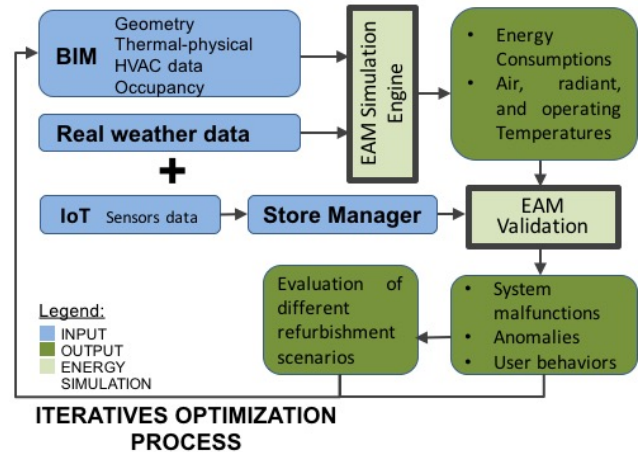 BIM
Geometry
Thermal-physical
HVAC data
Occupancy
Real weather data
+
IoT Sensors data
Store Manager
EAM Simulation
Engine
• Energy
Consumptions
• Air, radiant,
and operating
Temperatures
EAM
Validation
• System
malfunctions
• Anomalies
• User behaviors
Evaluation of
different
refurbishment
scenarios
Legend:
INPUT
OUTPUT
ENERGY
SIMULATION
ITERATIVES OPTIMIZATION
PROCESS